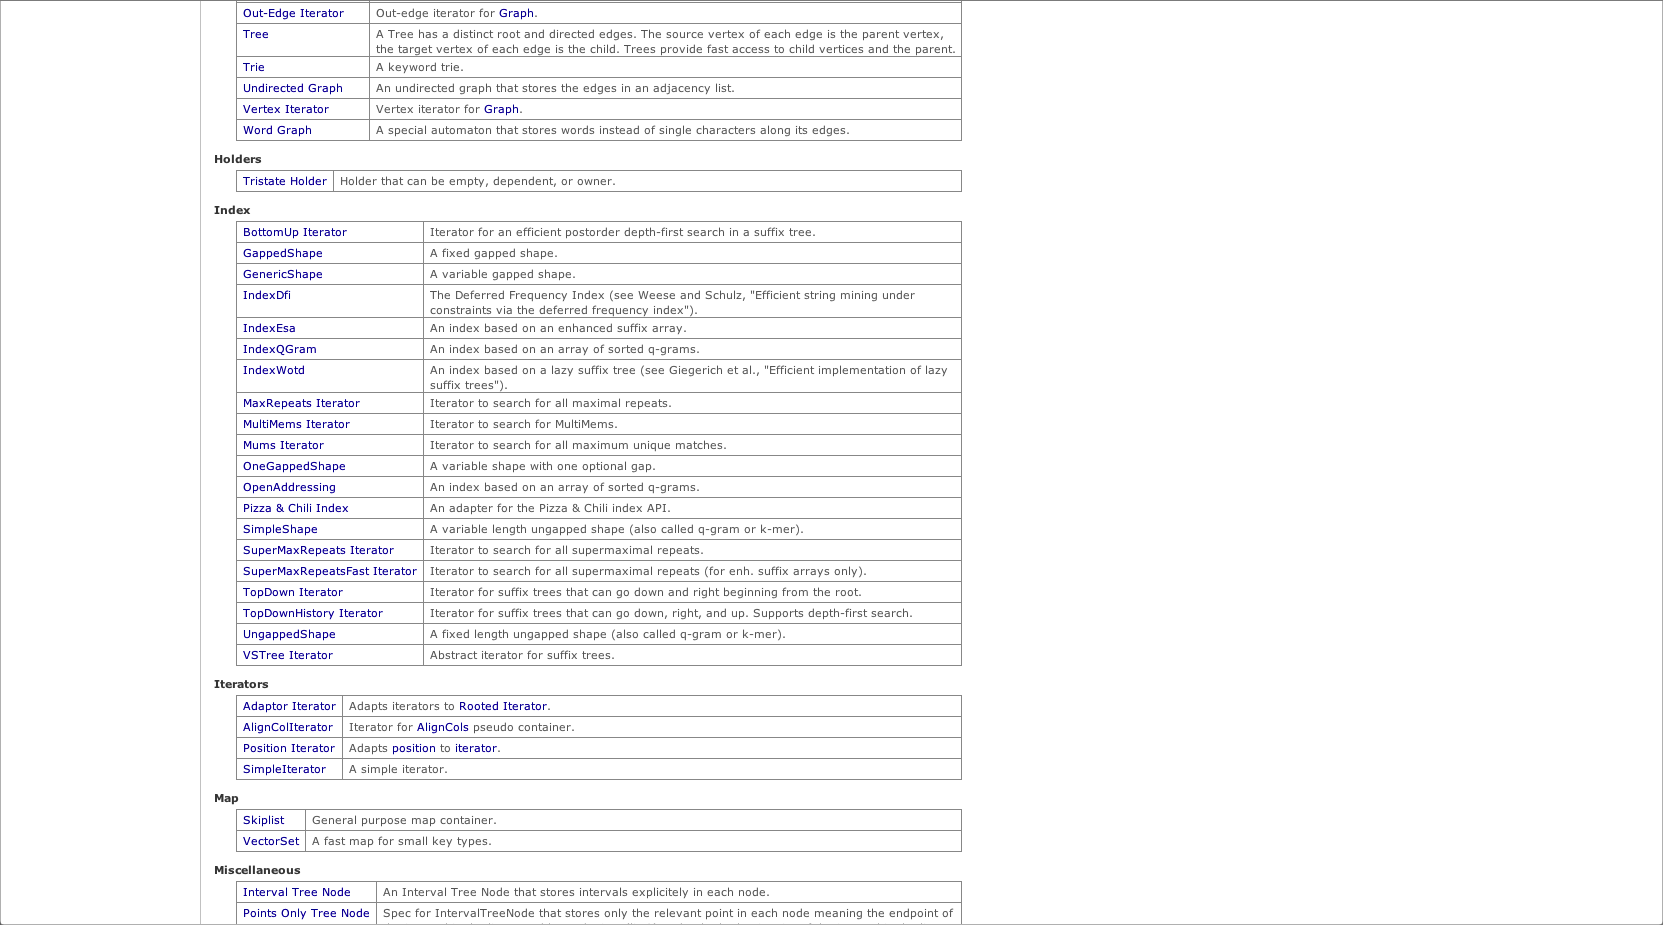 Out-Edge Iterator Out-edge iterator for Graph.
Tree A Tree has a distinct root and directed edges. The source vertex of each edge is the parent vertex,
the target vertex of each edge is the child. Trees provide fast access to child vertices and the parent.
Trie A keyword trie.
Undirected Graph An undirected graph that stores the edges in an adjacency list.
Vertex Iterator Vertex iterator for Graph.
Word Graph A special automaton that stores words instead of single characters along its edges.
Holders
Tristate Holder Holder that can be empty, dependent, or owner.
Index
BottomUp Iterator Iterator for an efficient postorder depth-first search in a suffix tree.
GappedShape A fixed gapped shape.
GenericShape A variable gapped shape.
IndexDfi The Deferred Frequency Index (see Weese and Schulz, "Efficient string mining under
constraints via the deferred frequency index").
IndexEsa An index based on an enhanced suffix array.
IndexQGram An index based on an array of sorted q-grams.
IndexWotd An index based on a lazy suffix tree (see Giegerich et al., "Efficient implementation of lazy
suffix trees").
MaxRepeats Iterator Iterator to search for all maximal repeats.
MultiMems Iterator Iterator to search for MultiMems.
Mums Iterator Iterator to search for all maximum unique matches.
OneGappedShape A variable shape with one optional gap.
OpenAddressing An index based on an array of sorted q-grams.
Pizza & Chili Index An adapter for the Pizza & Chili index API.
SimpleShape A variable length ungapped shape (also called q-gram or k-mer).
SuperMaxRepeats Iterator Iterator to search for all supermaximal repeats.
SuperMaxRepeatsFast Iterator Iterator to search for all supermaximal repeats (for enh. suffix arrays only).
TopDown Iterator Iterator for suffix trees that can go down and right beginning from the root.
TopDownHistory Iterator Iterator for suffix trees that can go down, right, and up. Supports depth-first search.
UngappedShape A fixed length ungapped shape (also called q-gram or k-mer).
VSTree Iterator Abstract iterator for suffix trees.
Iterators
Adaptor Iterator Adapts iterators to Rooted Iterator.
AlignColIterator Iterator for AlignCols pseudo container.
Position Iterator Adapts position to iterator.
SimpleIterator A simple iterator.
Map
Skiplist General purpose map container.
VectorSet A fast map for small key types.
Miscellaneous
Interval Tree Node An Interval Tree Node that stores intervals explicitely in each node.
Points Only Tree Node Spec for IntervalTreeNode that stores only the relevant point in each node meaning the endpoint of